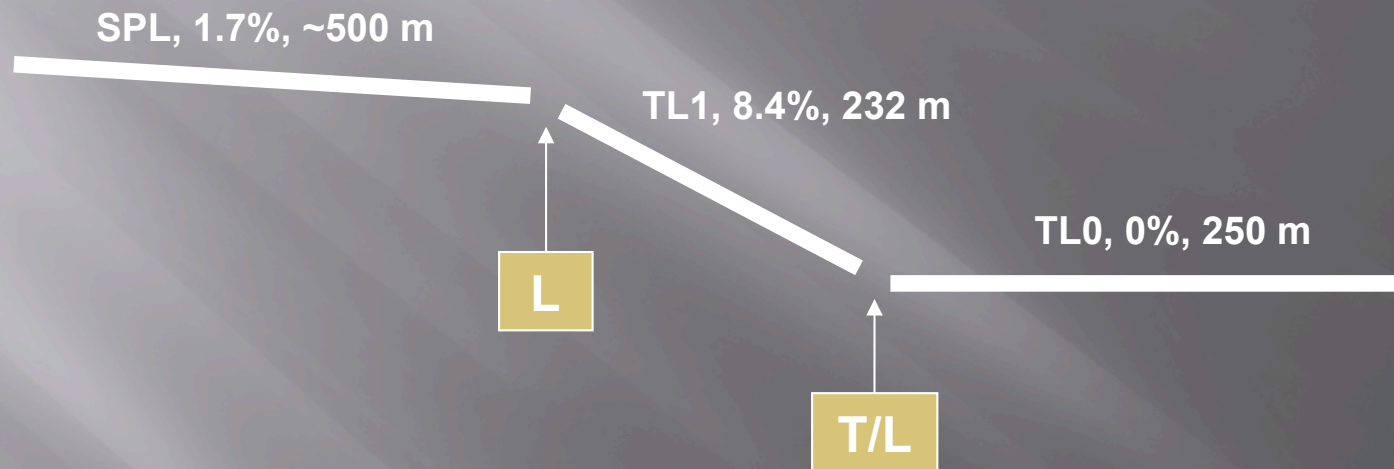 SPL, 1.7%, ~500 m
TL1, 8.4%, 232 m
TL0, 0%, 250 m
L
T/L